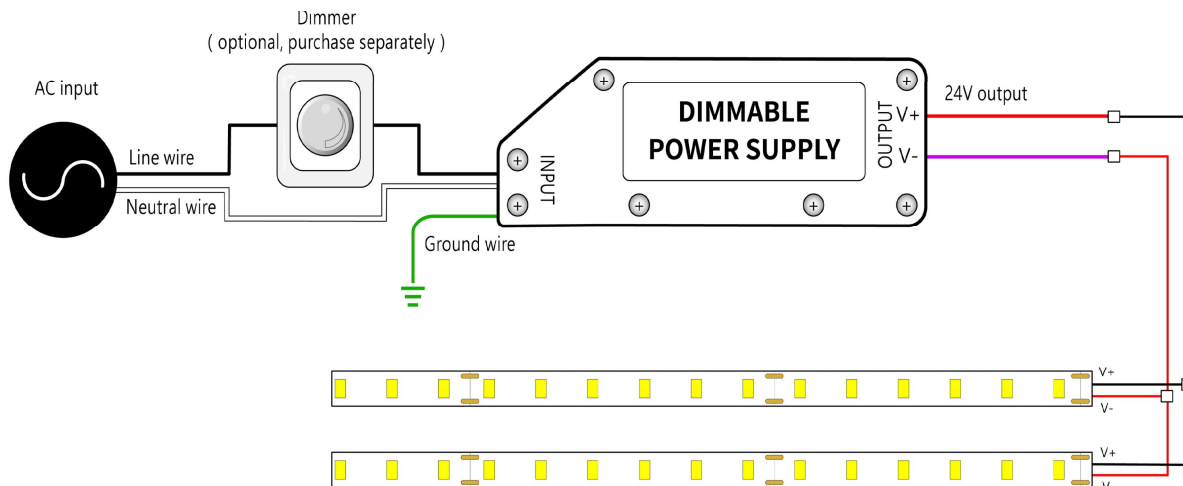 Dimmer
( optional, purchase separately )
AC input
Line wire
Neutral wire
Ground wire
INPUT
DIMMABLE
POWER SUPPLY
OUTPUT
V+
V-
24V output
V+
V-
V+